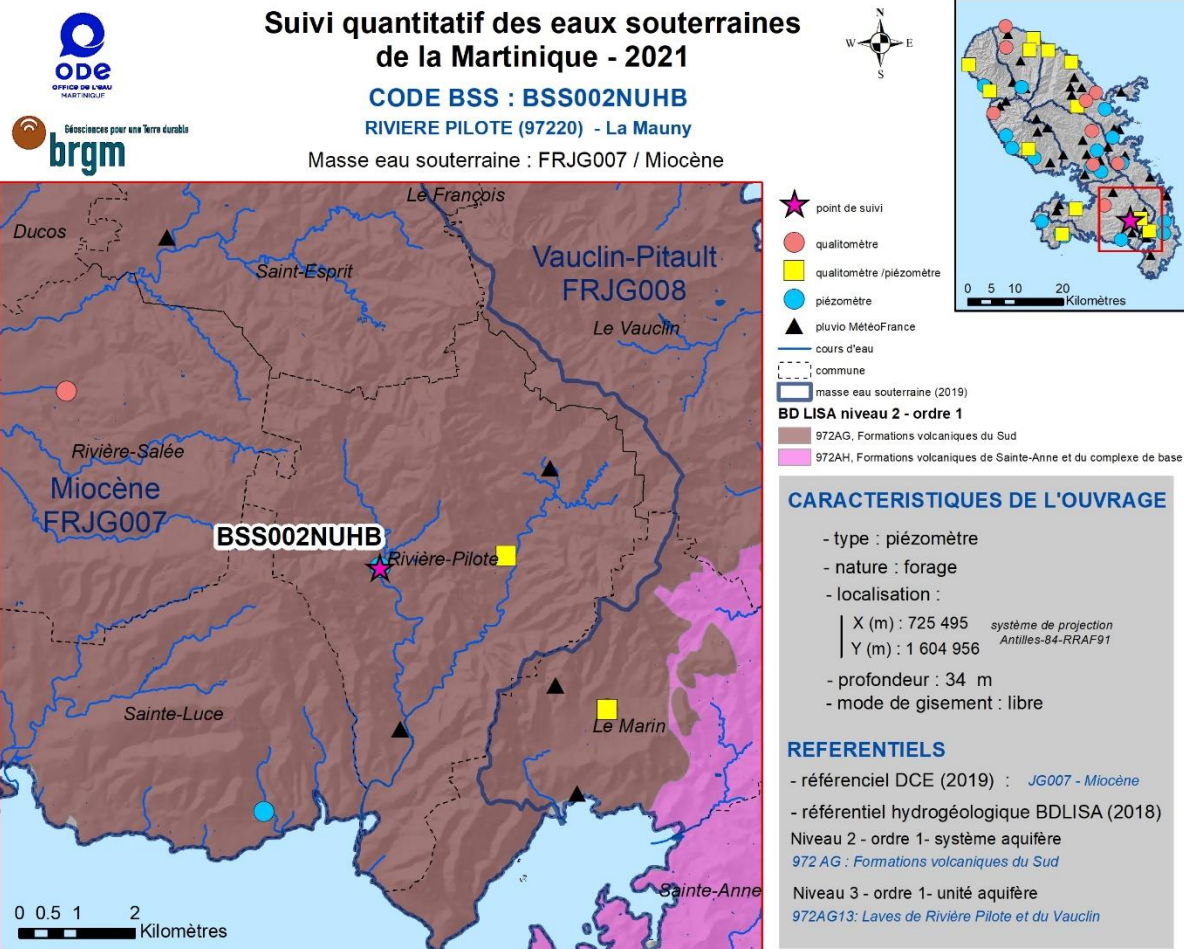 ODE
OFFICE DE L'EAU
MARTINIQUE
Géosciences pour une Terre durable
brgm
Suivi quantitatif des eaux souterraines
de la Martinique - 2021
CODE BSS : BSS002NUHB
RIVIERE PILOTE (97220) - La Mauny
Masse eau souterraine : FRJG007 / Miocène
N
W E
S
0 5 10 20
Kilomètres
Le François
Ducos
Saint-Esprit
Vauclin-Pitault
FRJG008
Le Vauclin
Rivière-Salée
Miocène
FRJG007
BSS002NUHB
Rivière-Pilote
Sainte-Luce
Le Marin
Sainte-Anne
0 0.5 1 2
Kilomètres
point de suivi
qualitomètre
qualitomètre /piézomètre
piézomètre
pluvio MétéoFrance
cours d'eau
commune
masse eau souterraine (2019)
BD LISA niveau 2 - ordre 1
972AG, Formations volcaniques du Sud
972AH, Formations volcaniques de Sainte-Anne et du complexe de base
CARACTERISTIQUES DE L'OUVRAGE
- type : piézomètre
- nature : forage
- localisation :
X (m) : 725 495
Y (m) : 1 604 956
système de projection
Antilles-84-RRAF91
- profondeur : 34 m
- mode de gisement : libre
REFERENTIELS
- référenciel DCE (2019) : JG007 - Miocène
- référentiel hydrogéologique BDLISA (2018)
Niveau 2 - ordre 1- système aquifère
972 AG : Formations volcaniques du Sud
Niveau 3 - ordre 1- unité aquifère
972AG13: Laves de Rivière Pilote et du Vauclin